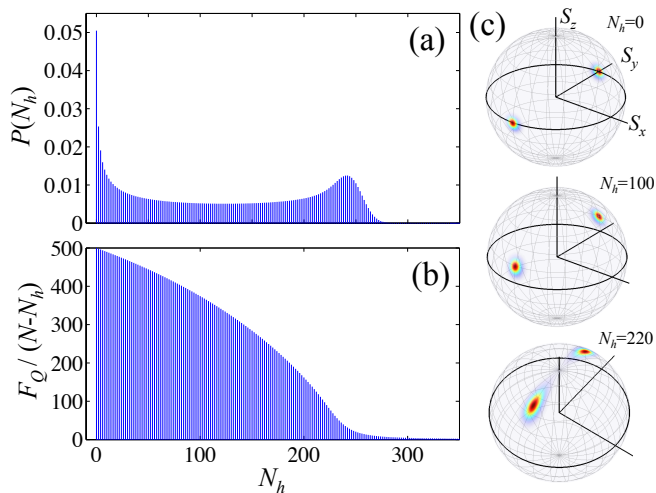 (a)
P(N_h)
0.05
0.04
0.03
0.02
0.01
0
(b)
F_Q / (N-N_h)
500
400
300
200
100
0
0 100 200 300
N_h
(c)
S_z
N_h=0
S_y
S_x
N_h=100
N_h=220